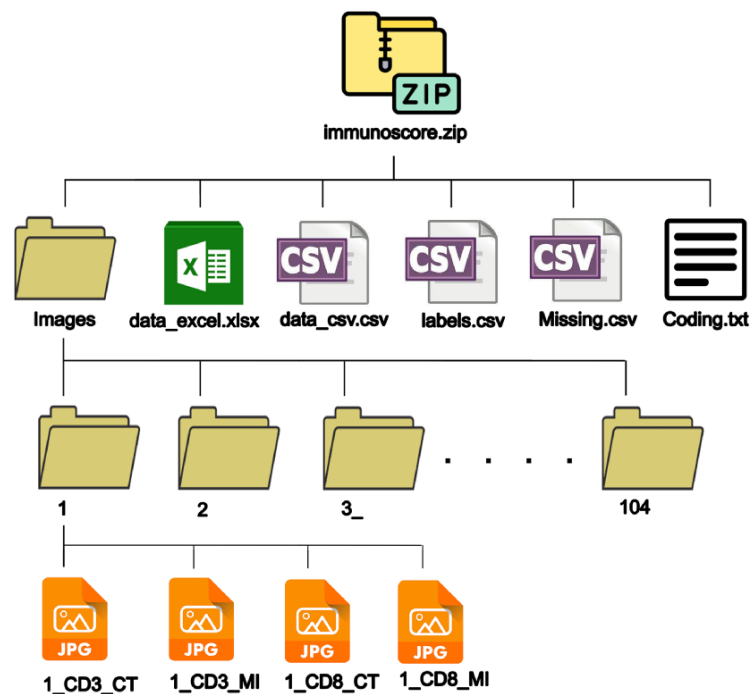 ZIP
immunoscore.zip
X
CSV
CSV
CSV
Images
data_excel.xlsx
data_csv.csv
labels.csv
Missing.csv
Coding.txt
1
2
3_
104
JPG
JPG
JPG
JPG
1_CD3_CT
1_CD3_MI
1_CD8_CT
1_CD8_MI